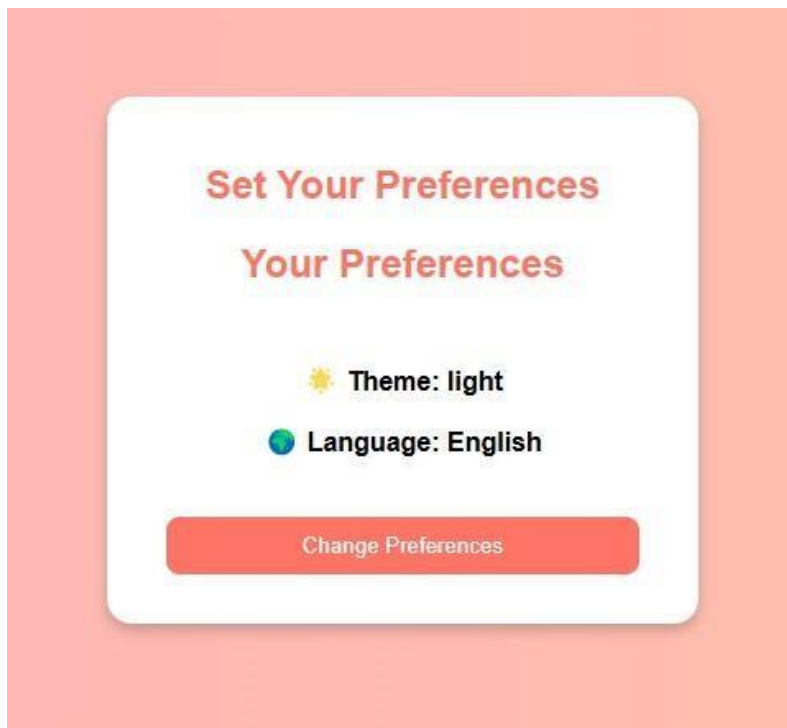 Set Your Preferences
Your Preferences
🌟 Theme: light
🌍 Language: English
Change Preferences